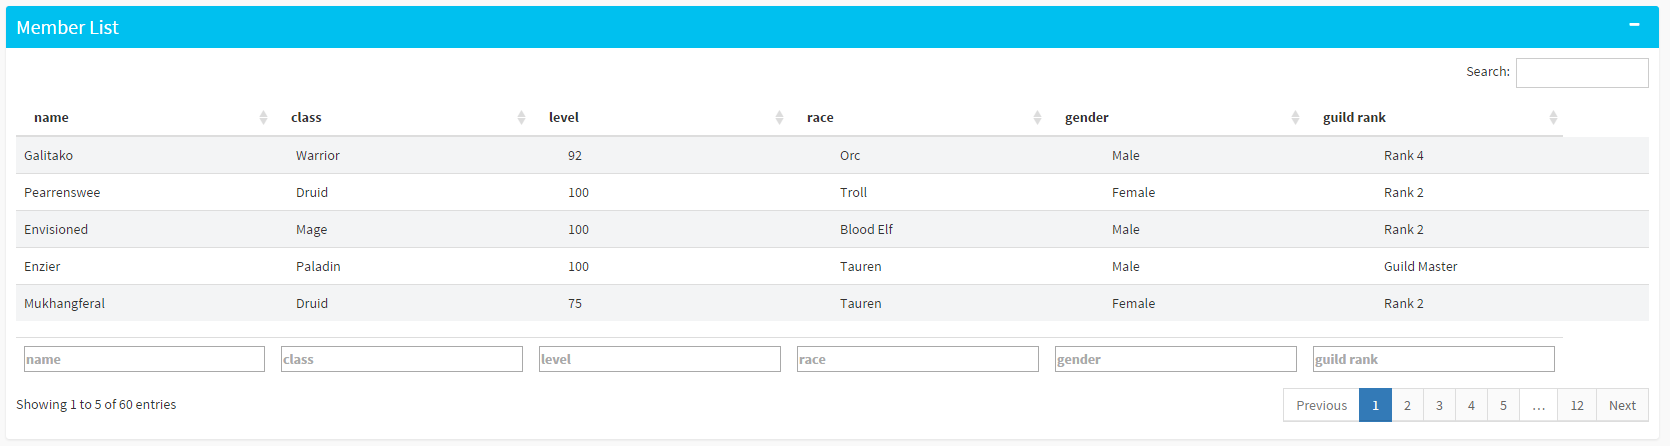 Member List
Search:
name class level race gender guild rank
Galitako Warrior 92 Orc Male Rank 4
Pearrenswee Druid 100 Troll Female Rank 2
Envisioned Mage 100 Blood Elf Male Rank 2
Enzier Paladin 100 Tauren Male Guild Master
Mukhangferal Druid 75 Tauren Female Rank 2
name class level race gender guild rank
Showing 1 to 5 of 60 entries Previous 1 2 3 4 5 … 12 Next